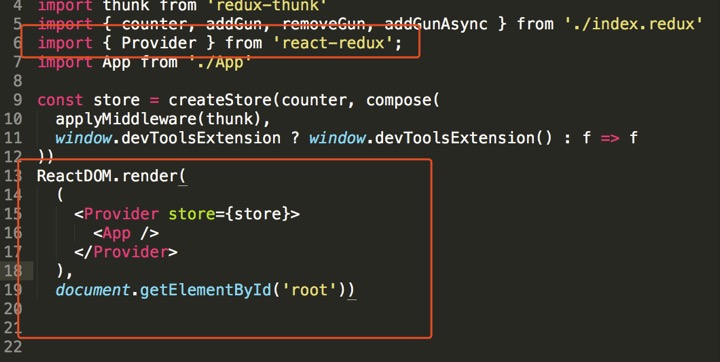 4 import thunk from 'redux-thunk'
5 import { counter, addGun, removeGun, addGunAsync } from './index.redux'
6 import { Provider } from 'react-redux';
7 import App from './App'
8
9 const store = createStore(counter, compose(
10   applyMiddleware(thunk),
11   window.devToolsExtension ? window.devToolsExtension() : f => f
12 ))
13 ReactDOM.render(
14   (
15     <Provider store={store}>
16       <App />
17     </Provider>
18   ),
19   document.getElementById('root'))
20
21
22